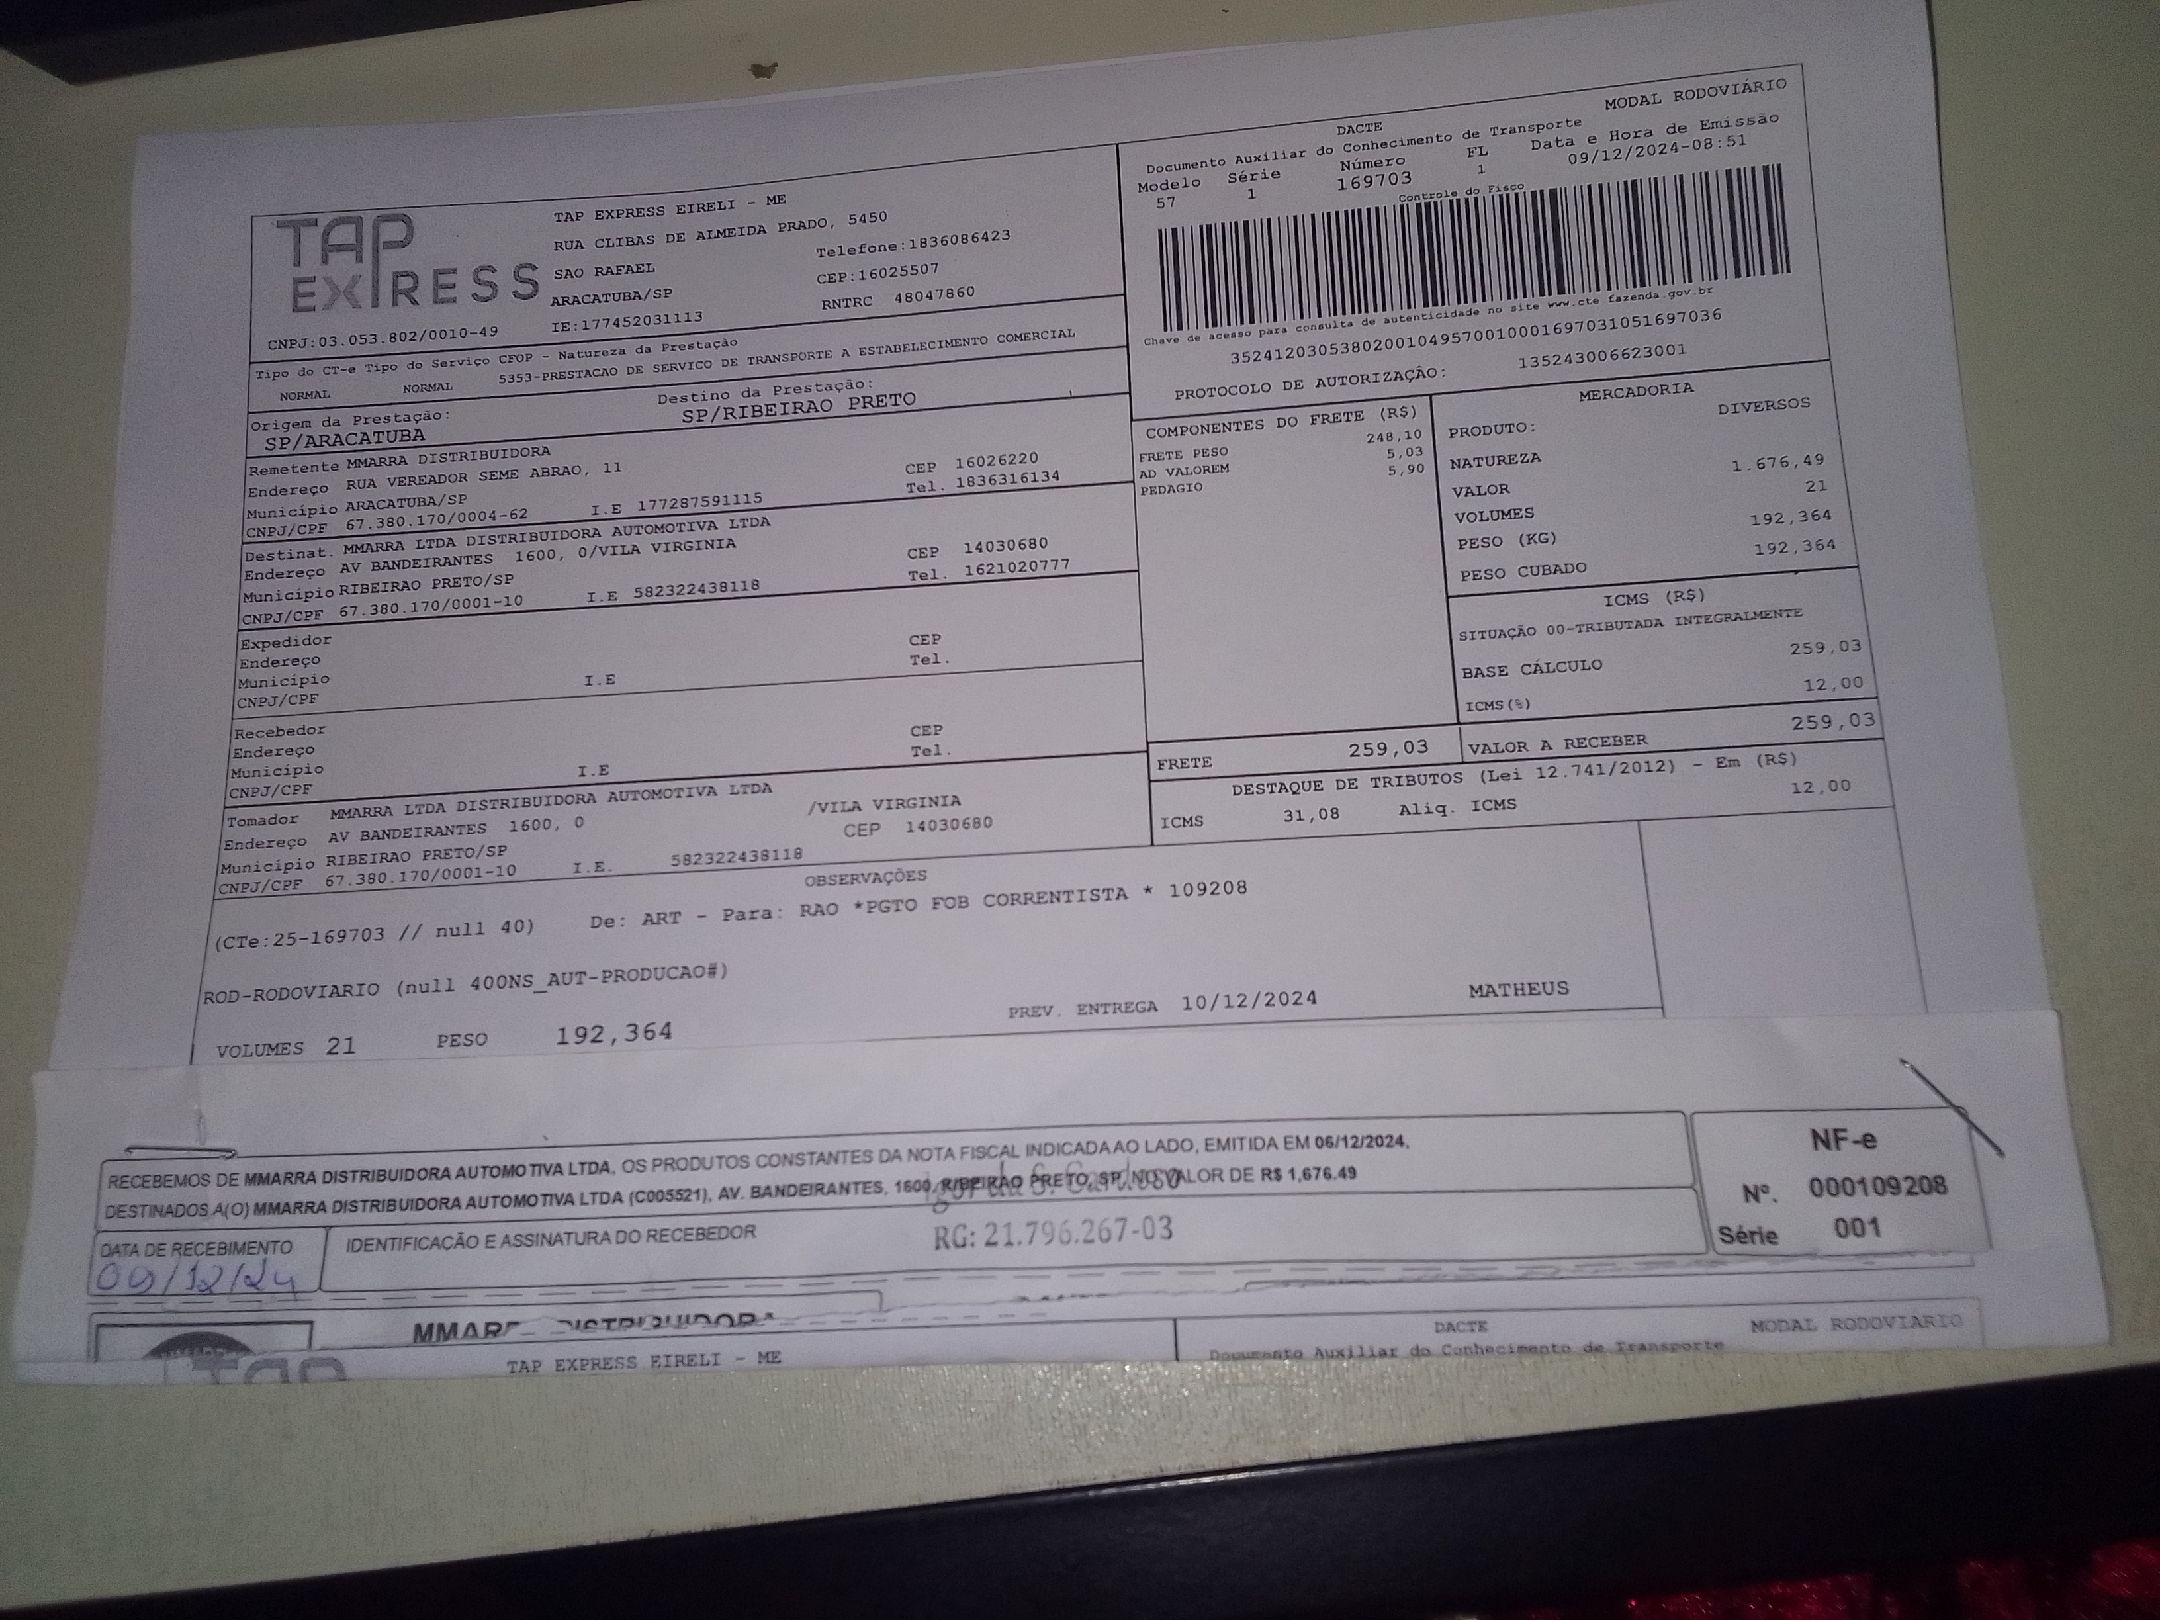 TAP EXPRESS
CNPJ:03.053.802/0010-49
TAP EXPRESS EIRELI - ME
RUA CLIBAS DE ALMEIDA PRADO, 5450
SAO RAFAEL Telefone:1836086423
ARACATUBA/SP CEP:16025507
IE:177452031113 RNTRC 48047860
DACTE MODAL RODOVIÁRIO
Documento Auxiliar do Conhecimento de Transporte
Modelo Série Número FL Data e Hora de Emissão
57 1 169703 1 09/12/2024-08:51
Controle do Fisco
Chave de acesso para consulta de autenticidade no site www.cte fazenda.gov.br
35241203053802001049570010001697031051697036
PROTOCOLO DE AUTORIZAÇÃO: 135243006623001
Tipo do CT-e Tipo do Serviço CFOP - Natureza da Prestação
NORMAL NORMAL 5353-PRESTACAO DE SERVICO DE TRANSPORTE A ESTABELECIMENTO COMERCIAL
Origem da Prestação: Destino da Prestação:
SP/ARACATUBA SP/RIBEIRAO PRETO
Remetente MMARRA DISTRIBUIDORA
Endereço RUA VEREADOR SEME ABRAO, 11 CEP 16026220
Município ARACATUBA/SP Tel. 1836316134
CNPJ/CPF 67.380.170/0004-62 I.E 177287591115
Destinat. MMARRA LTDA DISTRIBUIDORA AUTOMOTIVA LTDA
Endereço AV BANDEIRANTES 1600, 0/VILA VIRGINIA CEP 14030680
Município RIBEIRAO PRETO/SP Tel. 1621020777
CNPJ/CPF 67.380.170/0001-10 I.E 582322438118
Expedidor
Endereço CEP
Município Tel.
CNPJ/CPF I.E
Recebedor
Endereço CEP
Município Tel.
CNPJ/CPF I.E
Tomador MMARRA LTDA DISTRIBUIDORA AUTOMOTIVA LTDA
Endereço AV BANDEIRANTES 1600, 0 /VILA VIRGINIA
Município RIBEIRAO PRETO/SP CEP 14030680
CNPJ/CPF 67.380.170/0001-10 I.E. 582322438118
COMPONENTES DO FRETE (R$)
FRETE PESO 248,10
AD VALOREM 5,03
PEDAGIO 5,90
MERCADORIA
PRODUTO: DIVERSOS
NATUREZA
VALOR 1.676,49
VOLUMES 21
PESO (KG) 192,364
PESO CUBADO 192,364
ICMS (R$)
SITUAÇÃO 00-TRIBUTADA INTEGRALMENTE
BASE CÁLCULO 259,03
ICMS(%) 12,00
FRETE 259,03 VALOR A RECEBER 259,03
DESTAQUE DE TRIBUTOS (Lei 12.741/2012) - Em (R$)
ICMS 31,08 Aliq. ICMS 12,00
OBSERVAÇÕES
(CTe:25-169703 // null 40) De: ART - Para: RAO *PGTO FOB CORRENTISTA * 109208
ROD-RODOVIARIO (null 400NS_AUT-PRODUCAO#)
VOLUMES 21 PESO 192,364 PREV. ENTREGA 10/12/2024 MATHEUS
RECEBEMOS DE MMARRA DISTRIBUIDORA AUTOMOTIVA LTDA, OS PRODUTOS CONSTANTES DA NOTA FISCAL INDICADA AO LADO, EMITIDA EM 06/12/2024,
DESTINADOS A(O) MMARRA DISTRIBUIDORA AUTOMOTIVA LTDA (C005521), AV. BANDEIRANTES, 1600, RIBEIRAO PRETO, SP, NO VALOR DE R$ 1,676.49
Cardoso
DATA DE RECEBIMENTO IDENTIFICAÇÃO E ASSINATURA DO RECEBEDOR
09/12/24
RG: 21.796.267-03
NF-e
Nº. 000109208
Série 001
MMARRA DISTRIBUIDORA
TAP
TAP EXPRESS EIRELI - ME
DACTE MODAL RODOVIARIO
Documento Auxiliar do Conhecimento de Transporte